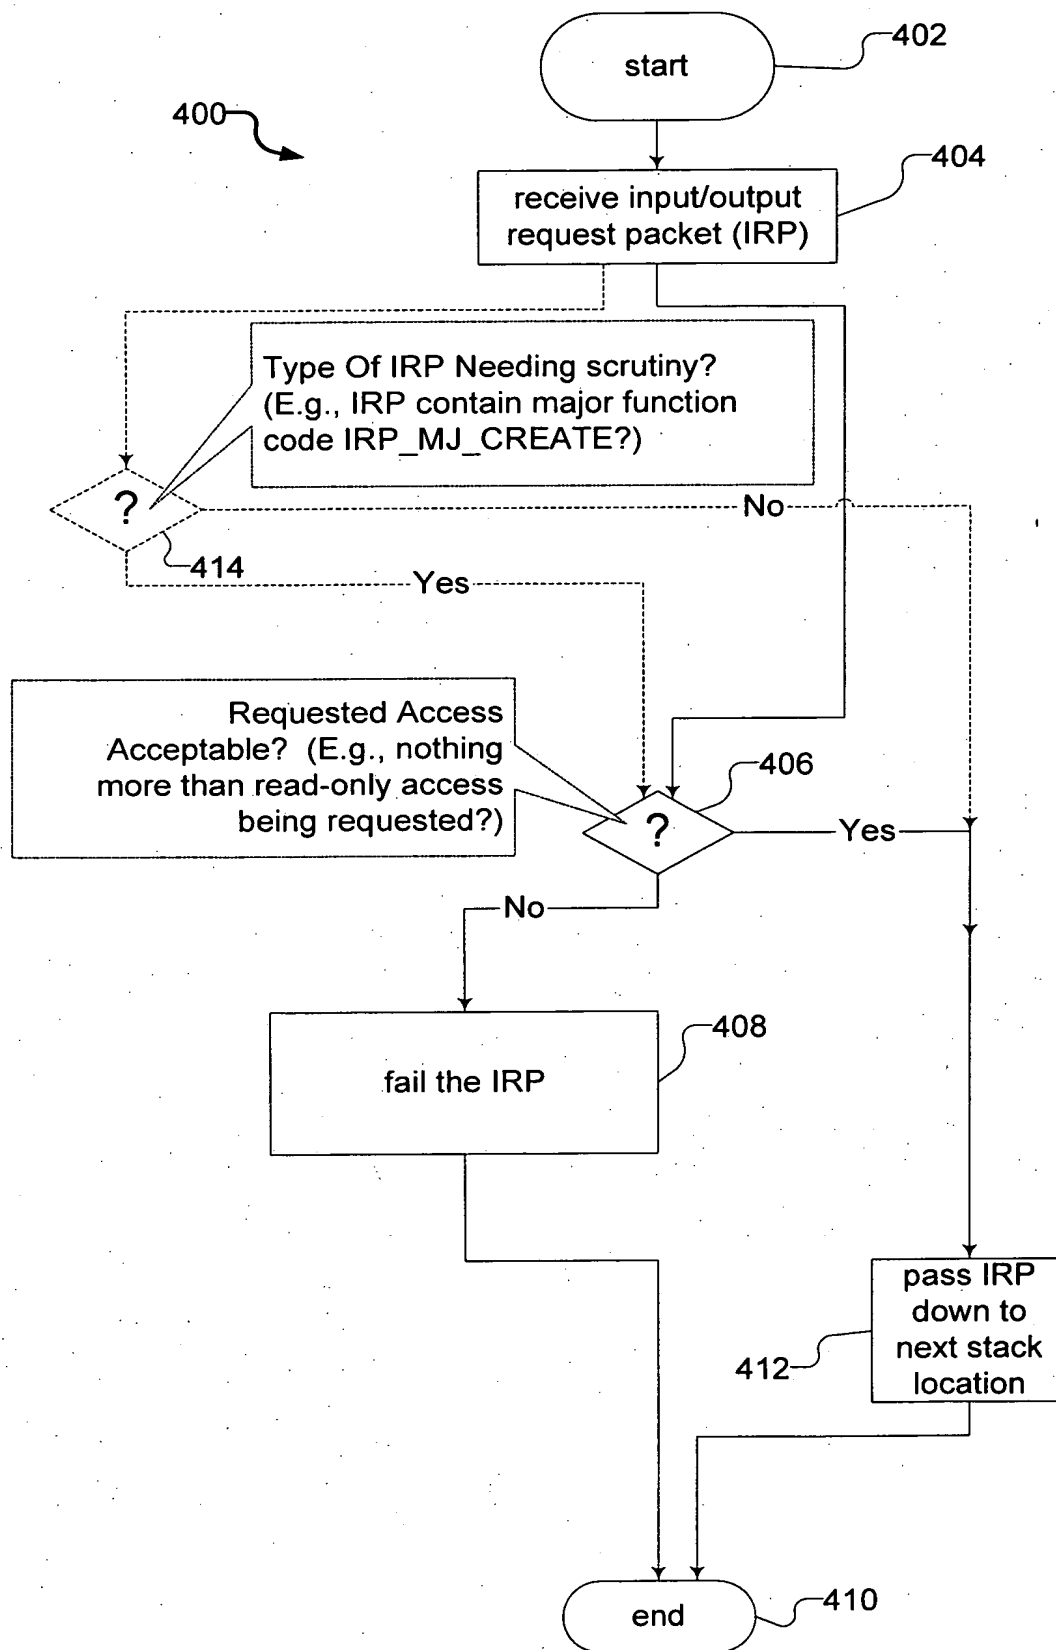 402
start
400
404
receive input/output
request packet (IRP)
Type Of IRP Needing scrutiny?
(E.g., IRP contain major function
code IRP_MJ_CREATE?)
?
No
414
Yes
Requested Access
Acceptable? (E.g., nothing
more than read-only access
being requested?)
406
?
Yes
No
408
fail the IRP
pass IRP
down to
next stack
location
412
410
end